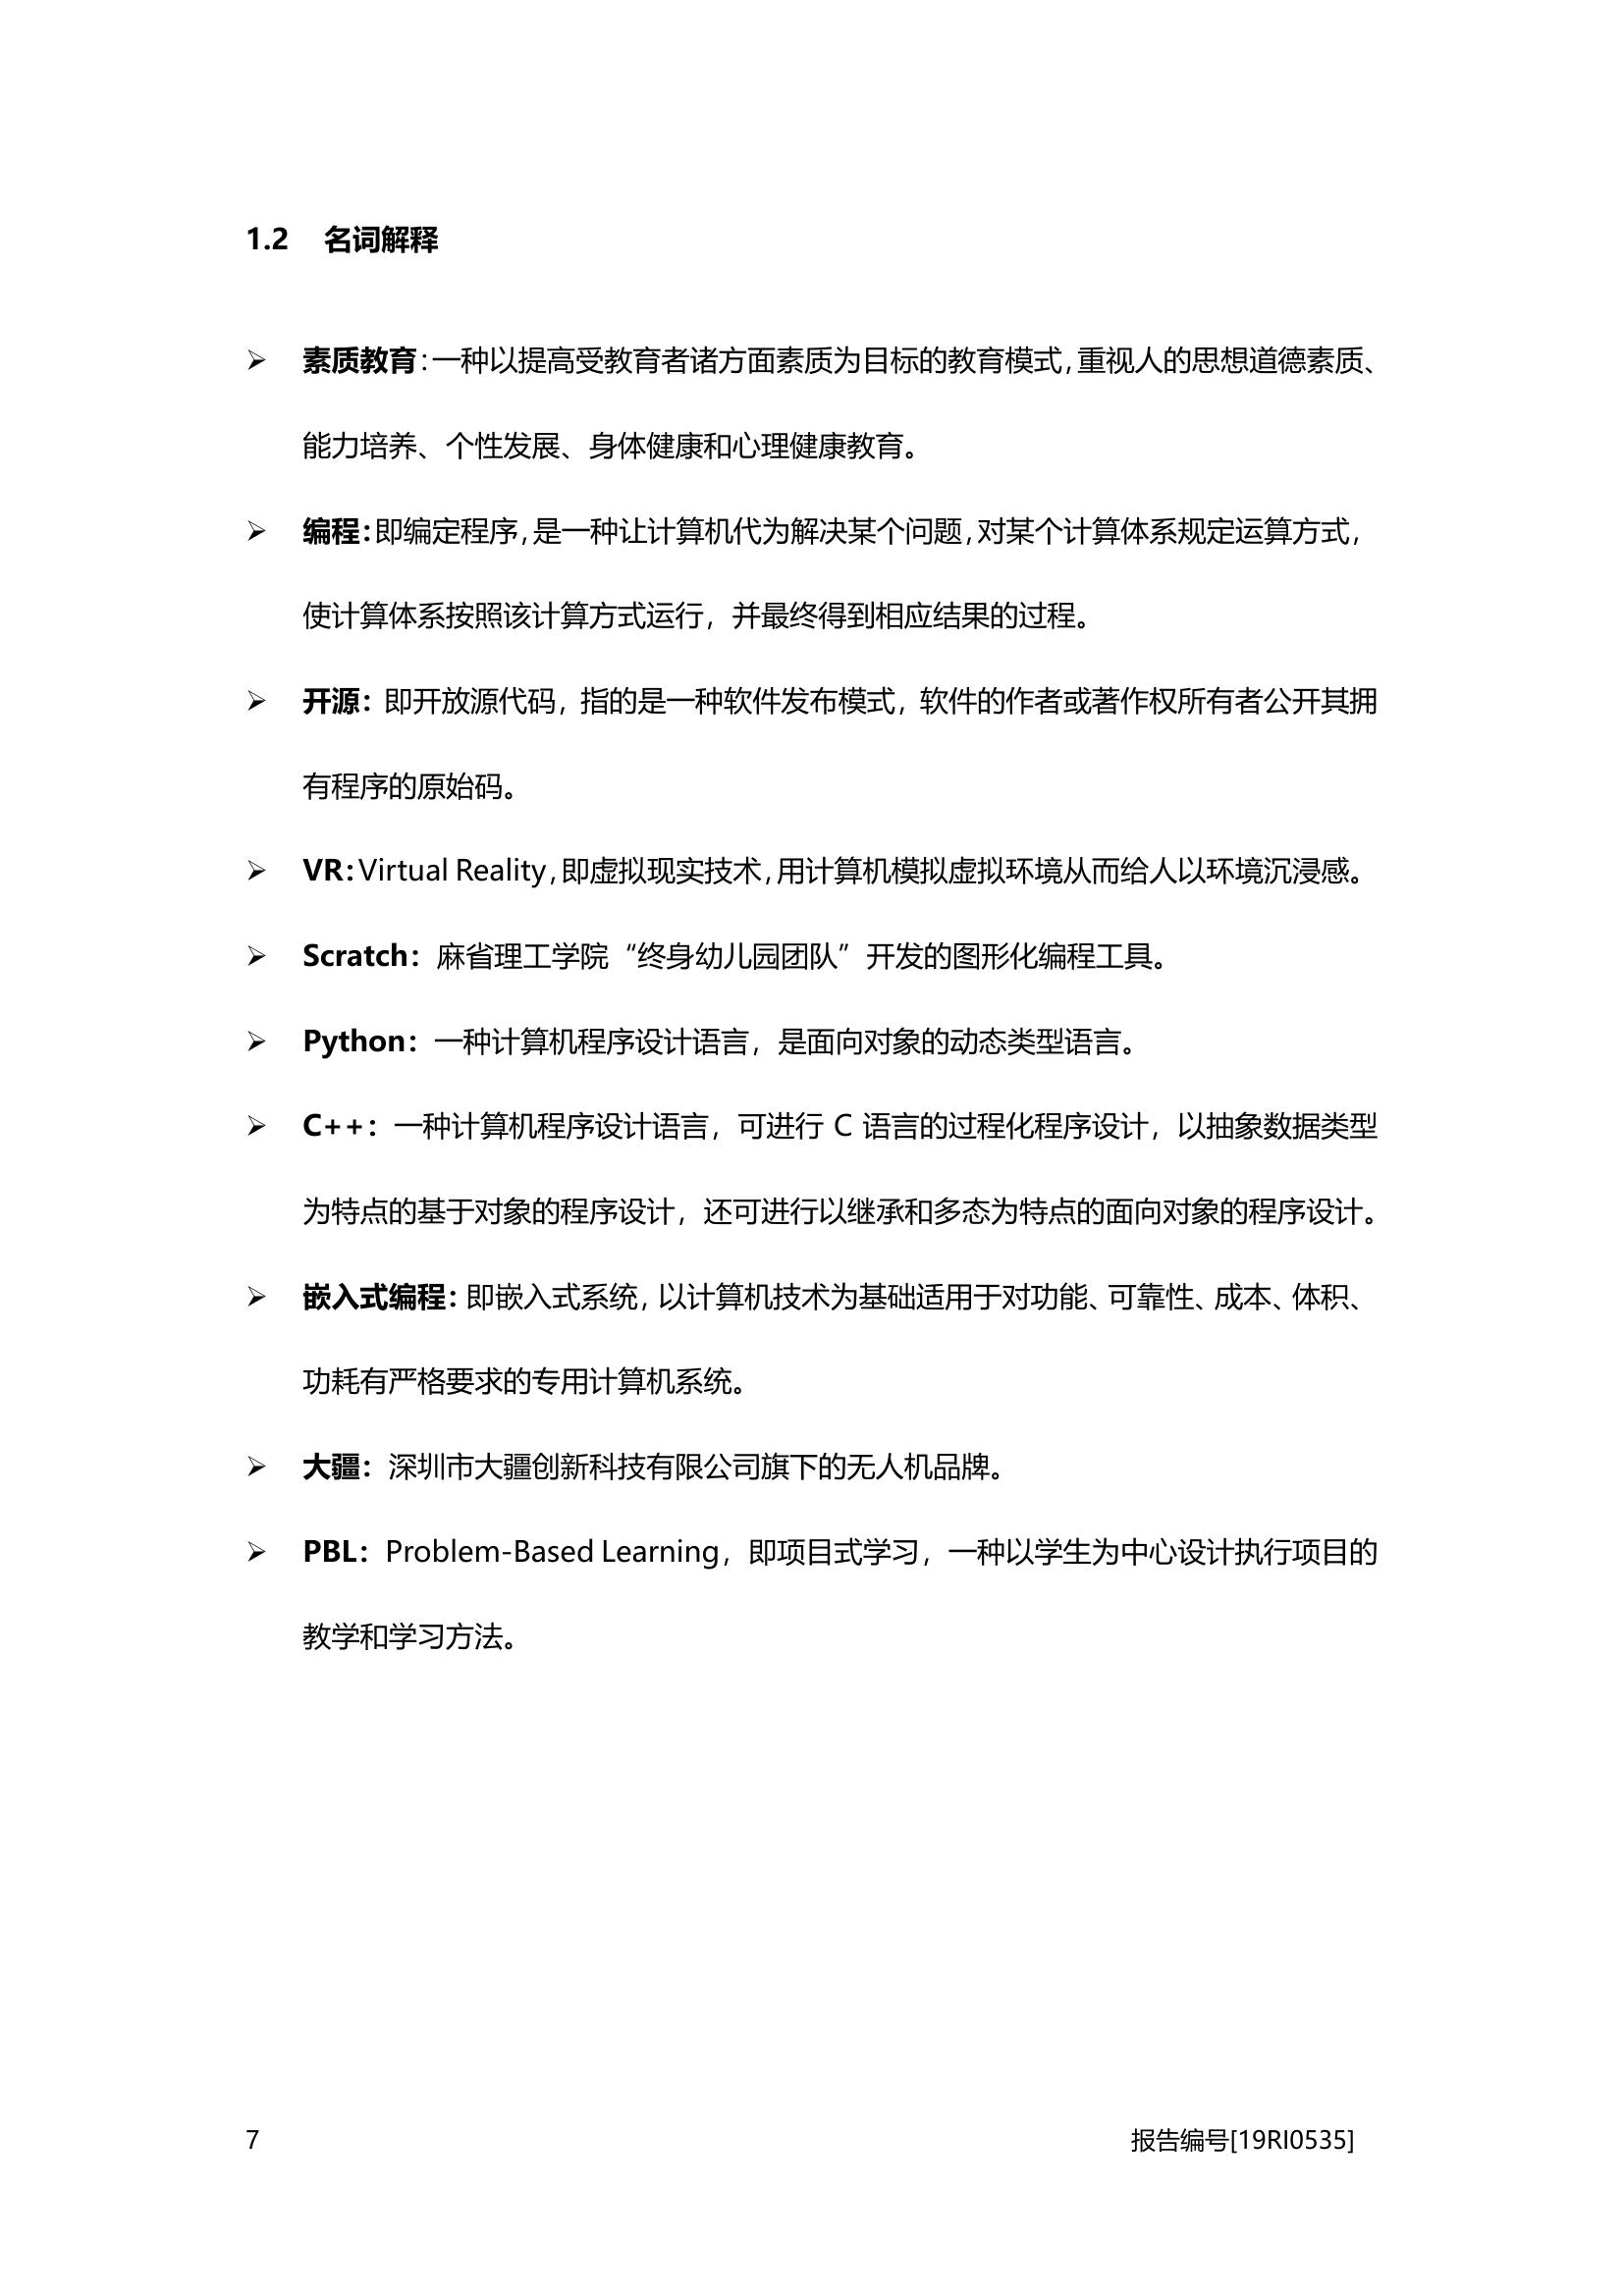 1.2 名词解释
➢ 素质教育：一种以提高受教育者诸方面素质为目标的教育模式，重视人的思想道德素质、
能力培养、个性发展、身体健康和心理健康教育。
➢ 编程：即编定程序，是一种让计算机代为解决某个问题，对某个计算体系规定运算方式，
使计算体系按照该计算方式运行，并最终得到相应结果的过程。
➢ 开源：即开放源代码，指的是一种软件发布模式，软件的作者或著作权所有者公开其拥
有程序的原始码。
➢ VR：Virtual Reality，即虚拟现实技术，用计算机模拟虚拟环境从而给人以环境沉浸感。
➢ Scratch：麻省理工学院“终身幼儿园团队”开发的图形化编程工具。
➢ Python：一种计算机程序设计语言，是面向对象的动态类型语言。
➢ C++：一种计算机程序设计语言，可进行 C 语言的过程化程序设计，以抽象数据类型
为特点的基于对象的程序设计，还可进行以继承和多态为特点的面向对象的程序设计。
➢ 嵌入式编程：即嵌入式系统，以计算机技术为基础适用于对功能、可靠性、成本、体积、
功耗有严格要求的专用计算机系统。
➢ 大疆：深圳市大疆创新科技有限公司旗下的无人机品牌。
➢ PBL：Problem-Based Learning，即项目式学习，一种以学生为中心设计执行项目的
教学和学习方法。
7 报告编号[19RI0535]